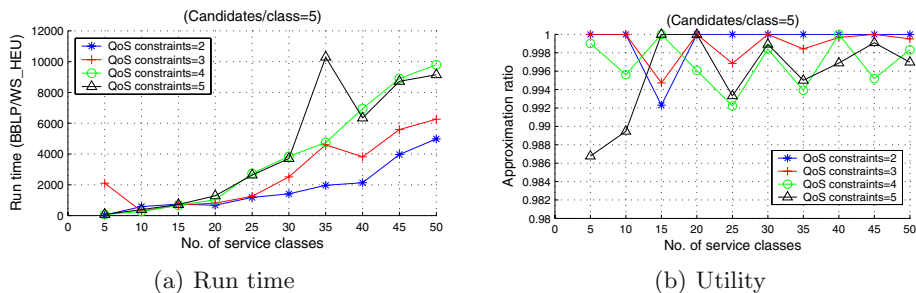 (Candidates/class=5)
12000
10000
8000
6000
4000
2000
0
QoS constraints=2
QoS constraints=3
QoS constraints=4
QoS constraints=5
Run time (BBLP/WS_HEU)
0 5 10 15 20 25 30 35 40 45 50
No. of service classes
(a) Run time
(Candidates/class=5)
1
0.998
0.996
0.994
0.992
0.99
0.988
0.986
0.984
0.982
0.98
Approximation ratio
QoS constraints=2
QoS constraints=3
QoS constraints=4
QoS constraints=5
0 5 10 15 20 25 30 35 40 45 50
No. of service classes
(b) Utility